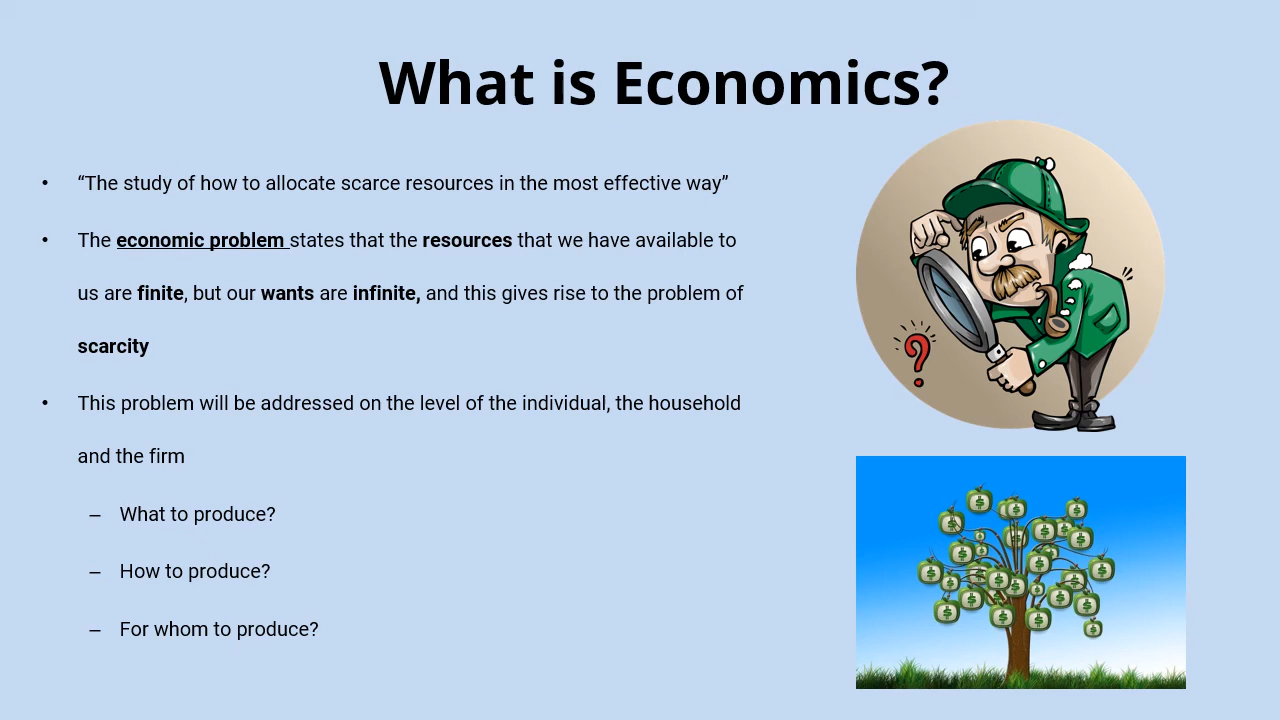 What is Economics?
• “The study of how to allocate scarce resources in the most effective way”
• The economic problem states that the resources that we have available to
us are finite, but our wants are infinite, and this gives rise to the problem of
scarcity
• This problem will be addressed on the level of the individual, the household
and the firm
– What to produce?
– How to produce?
– For whom to produce?